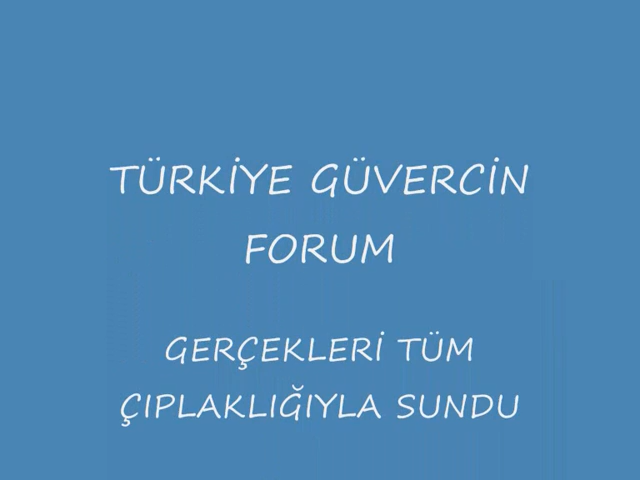 TÜRKİYE GÜVERCİN
FORUM
GERÇEKLERİ TÜM
ÇIPLAKLIĞIYLA SUNDU